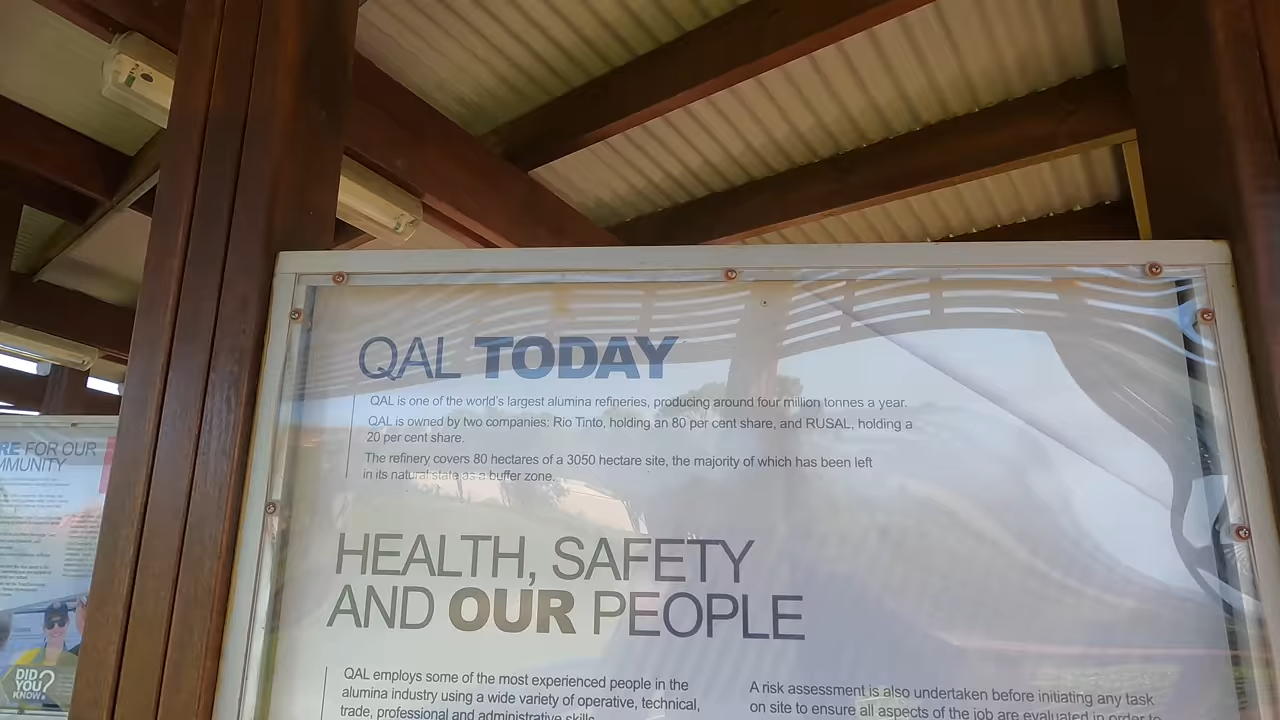 QAL TODAY
QAL is one of the world's largest alumina refineries, producing around four million tonnes a year.
QAL is owned by two companies: Rio Tinto, holding an 80 per cent share, and RUSAL, holding a
20 per cent share.
The refinery covers 80 hectares of a 3050 hectare site, the majority of which has been left
in its natural state as a buffer zone.
HEALTH, SAFETY
AND OUR PEOPLE
QAL employs some of the most experienced people in the
alumina industry using a wide variety of operative, technical,
trade, professional and administrative skills.
A risk assessment is also undertaken before initiating any task
on site to ensure all aspects of the job are evaluated in order to
RE FOR OUR
MMUNITY
DID
YOU
KNOW?